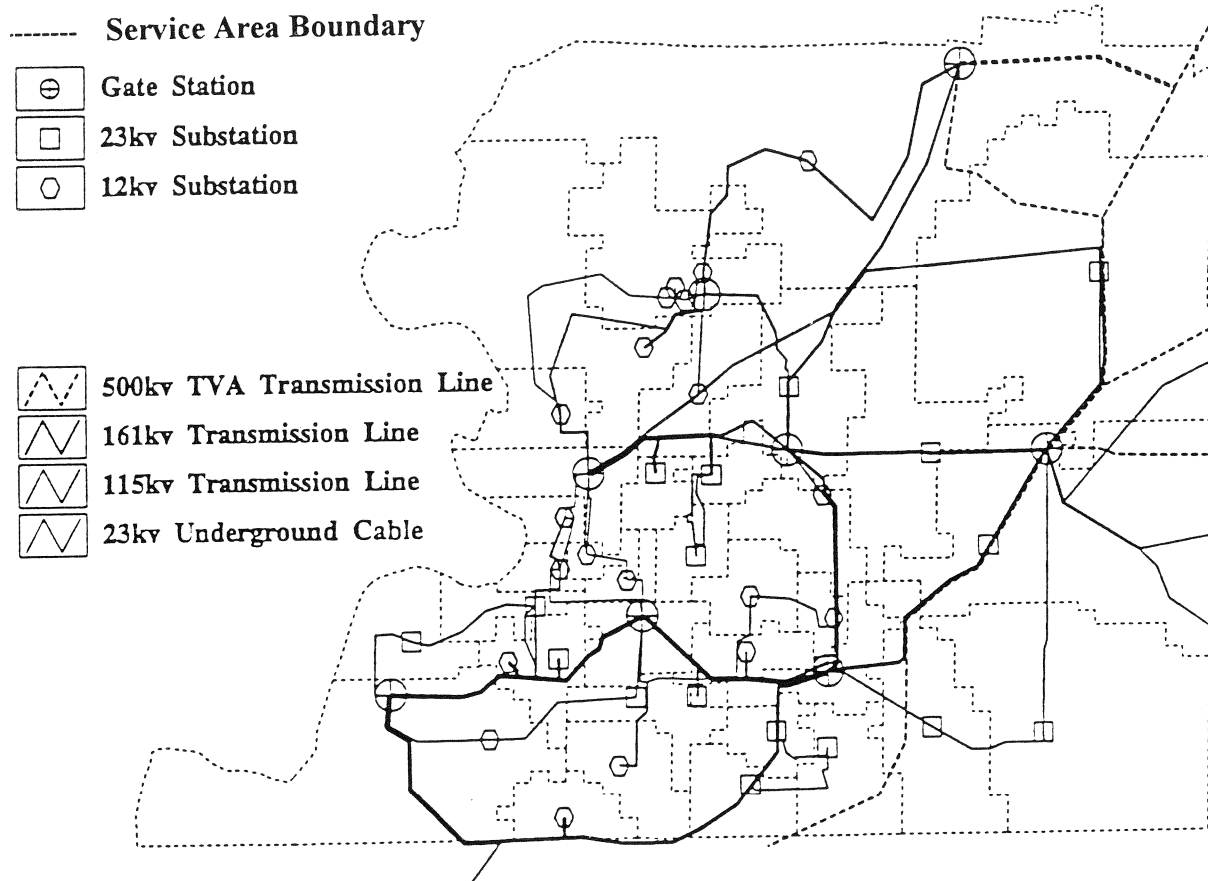 Service Area Boundary
Gate Station
23kv Substation
12kv Substation
500kv TVA Transmission Line
161kv Transmission Line
115kv Transmission Line
23kv Underground Cable